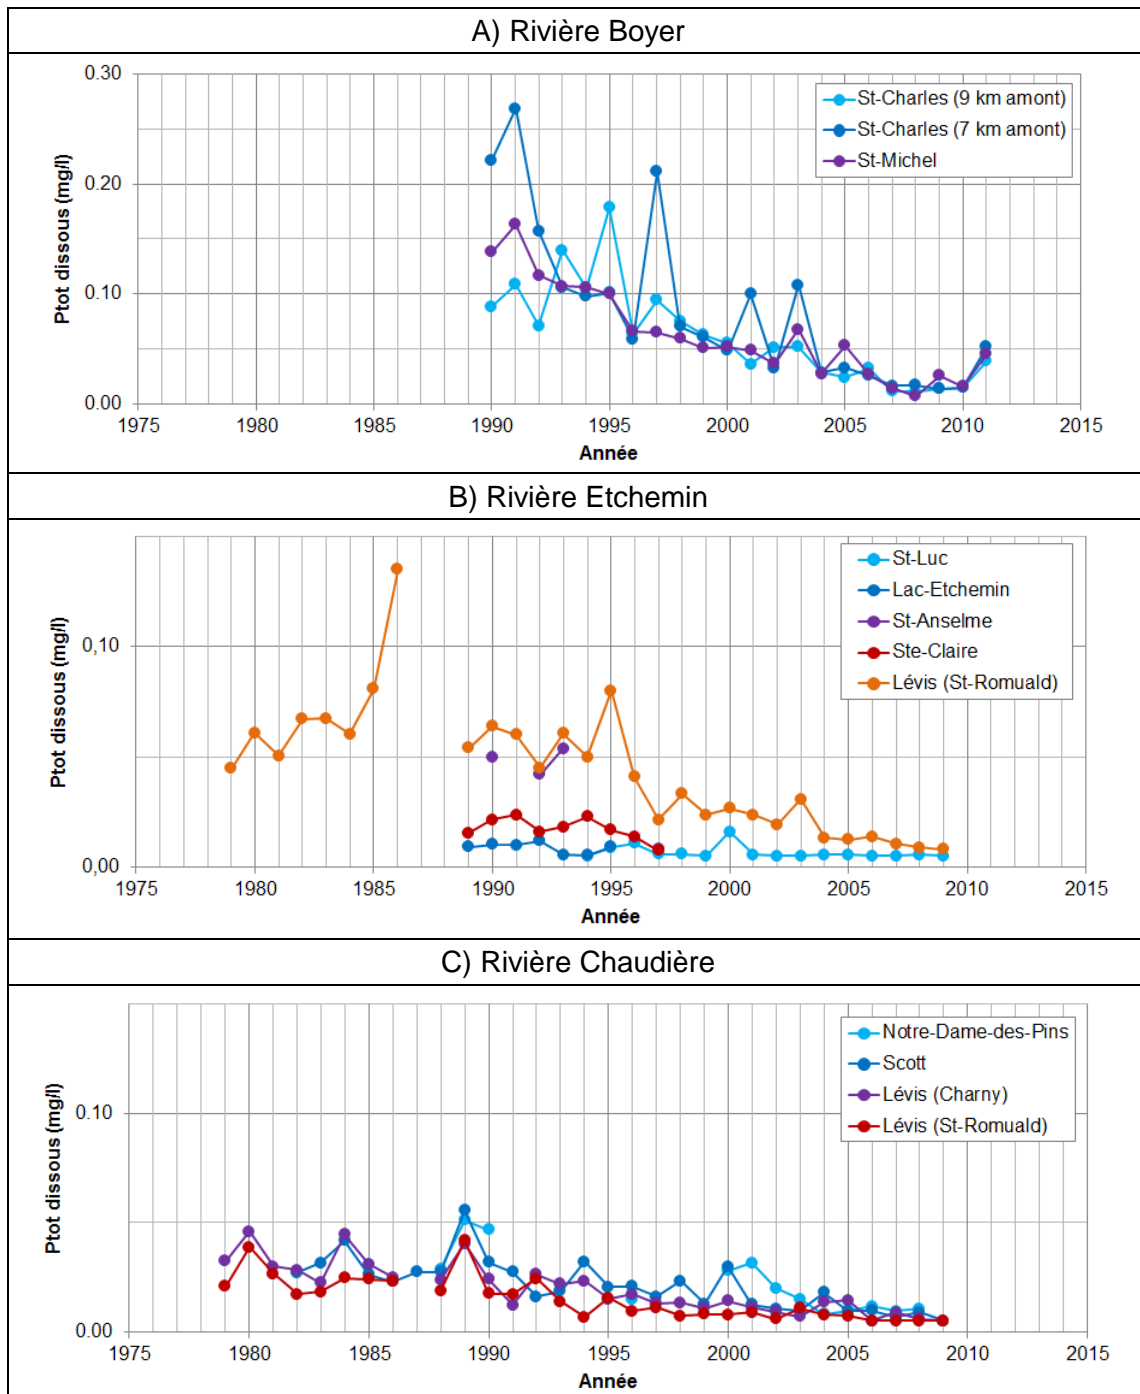 A) Rivière Boyer
0.30
0.20
0.10
0.00
Ptot dissous (mg/l)
St-Charles (9 km amont)
St-Charles (7 km amont)
St-Michel
1975 1980 1985 1990 1995 2000 2005 2010 2015
Année
B) Rivière Etchemin
0,10
0,00
Ptot dissous (mg/l)
St-Luc
Lac-Etchemin
St-Anselme
Ste-Claire
Lévis (St-Romuald)
1975 1980 1985 1990 1995 2000 2005 2010 2015
Année
C) Rivière Chaudière
0.10
0.00
Ptot dissous (mg/l)
Notre-Dame-des-Pins
Scott
Lévis (Charny)
Lévis (St-Romuald)
1975 1980 1985 1990 1995 2000 2005 2010 2015
Année